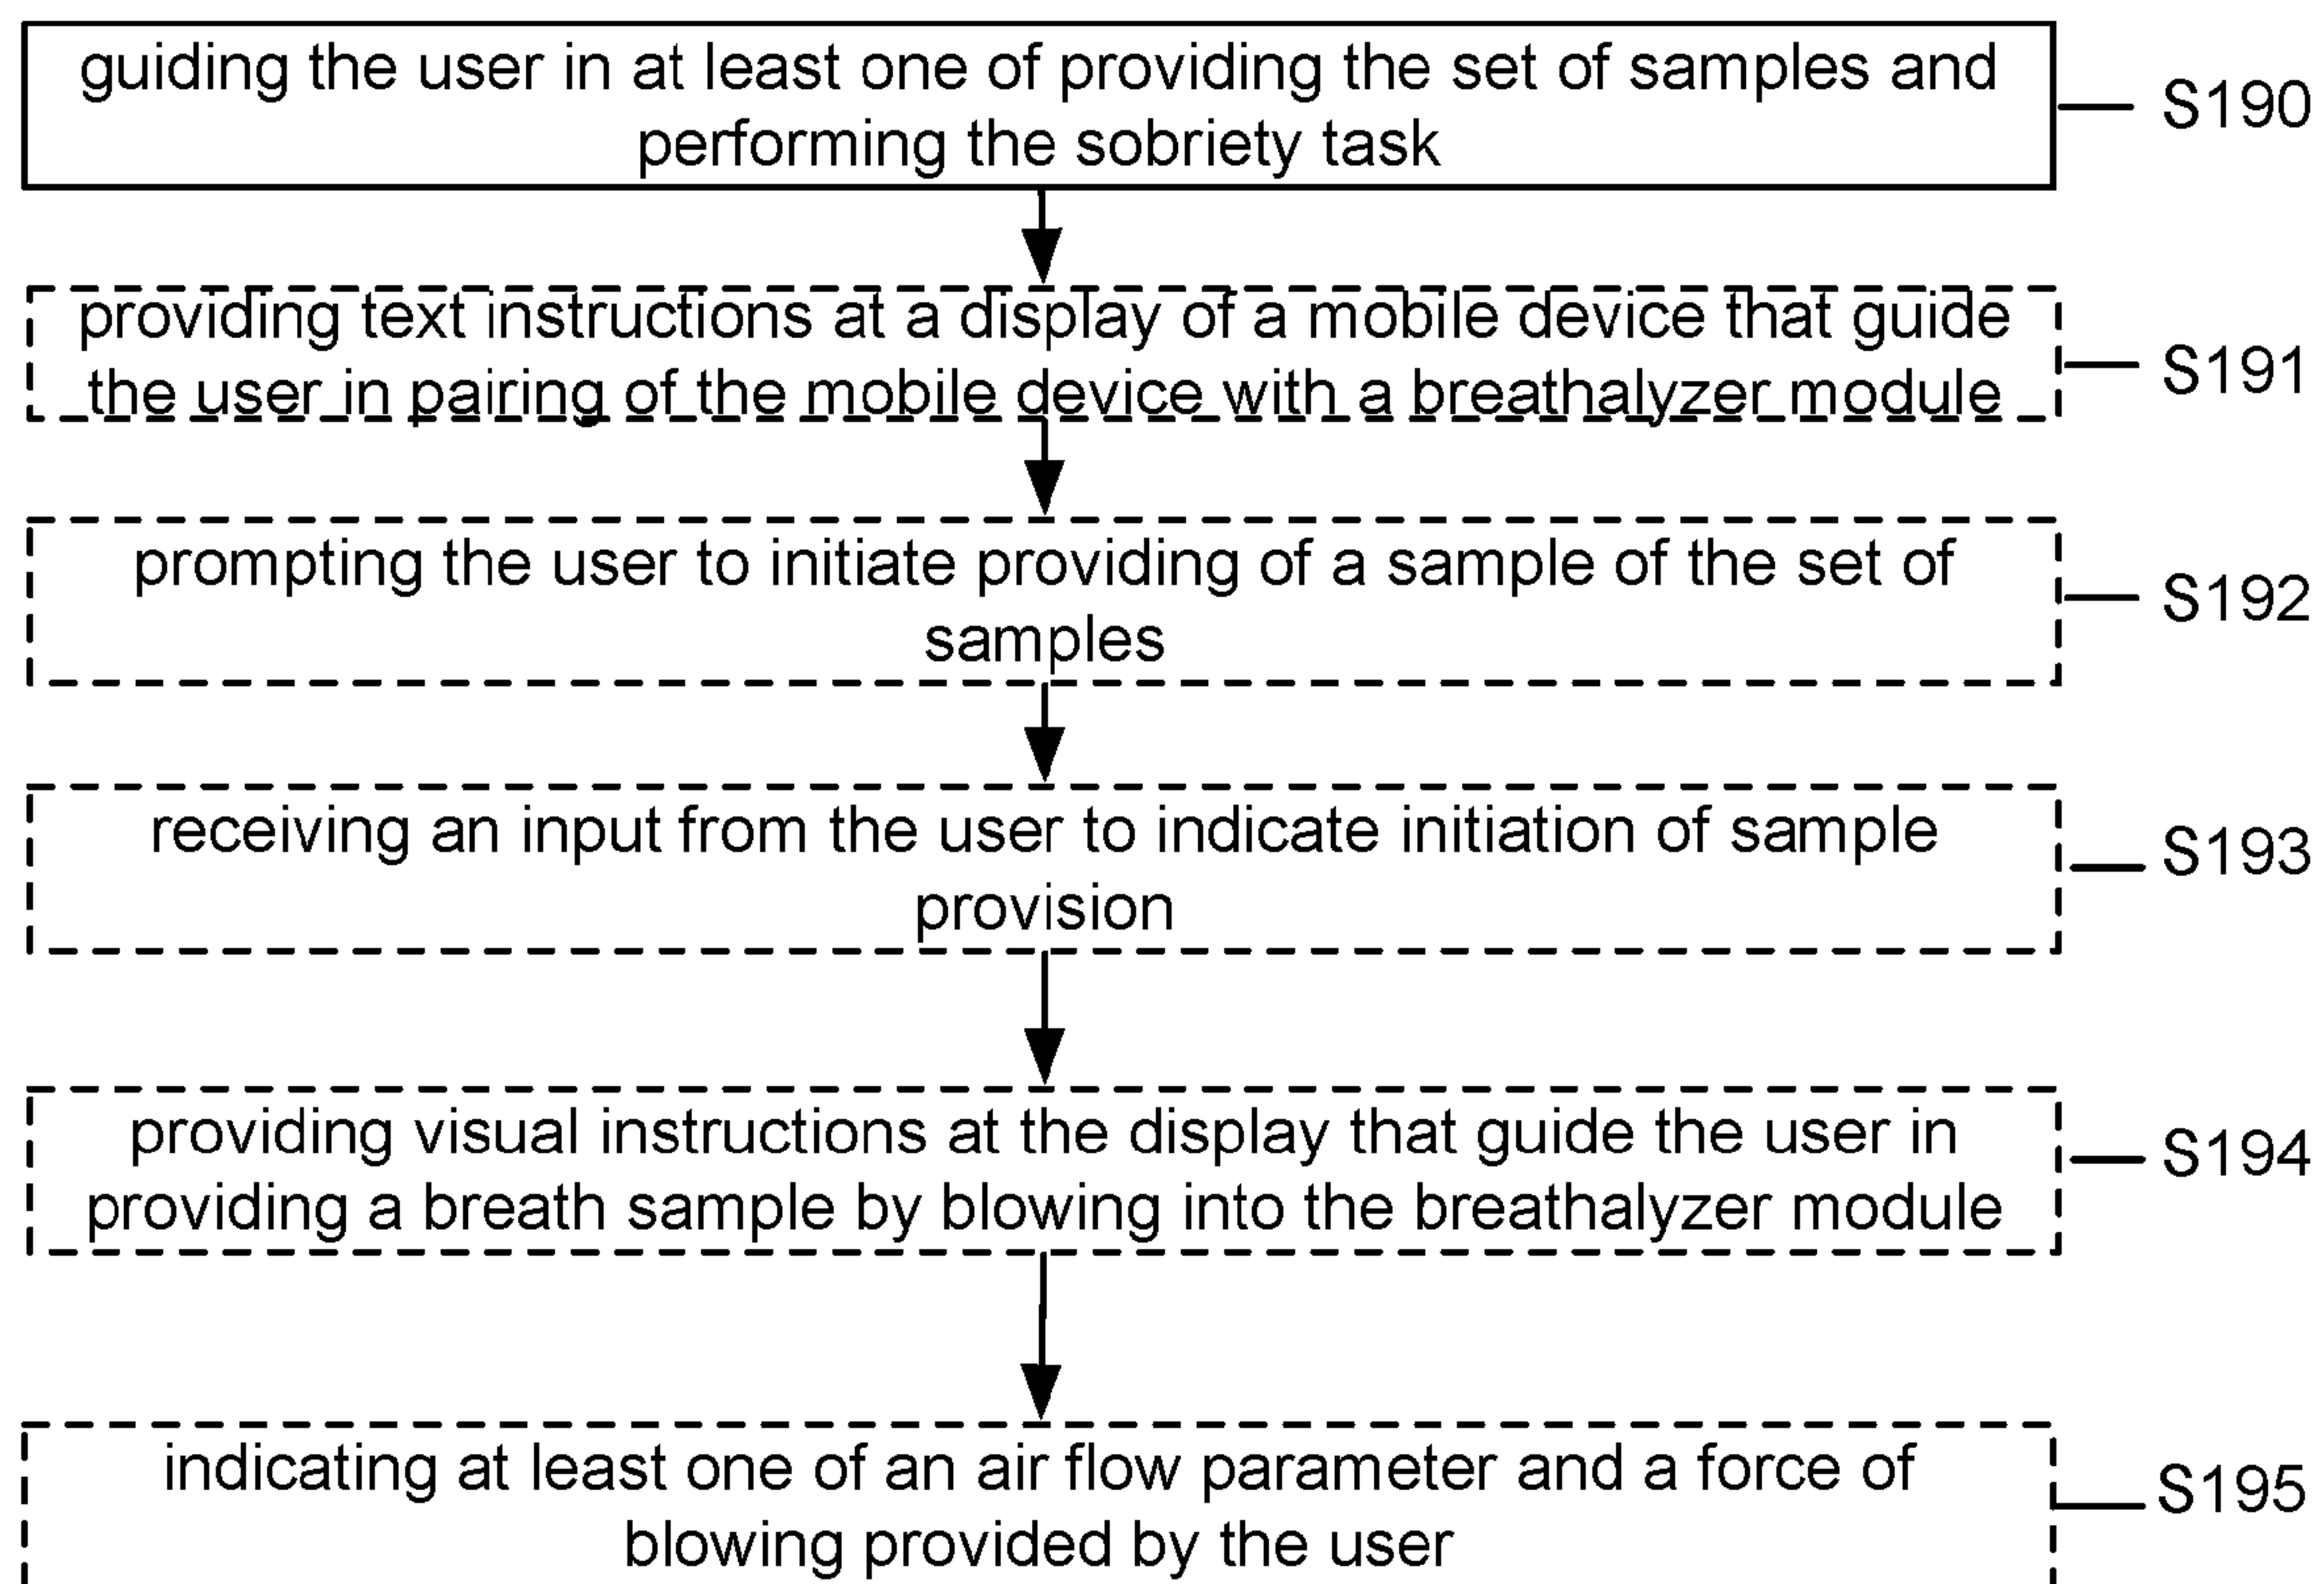 guiding the user in at least one of providing the set of samples and
performing the sobriety task
S190
providing text instructions at a display of a mobile device that guide
the user in pairing of the mobile device with a breathalyzer module
S191
prompting the user to initiate providing of a sample of the set of
samples
S192
receiving an input from the user to indicate initiation of sample
provision
S193
providing visual instructions at the display that guide the user in
providing a breath sample by blowing into the breathalyzer module
S194
indicating at least one of an air flow parameter and a force of
blowing provided by the user
S195